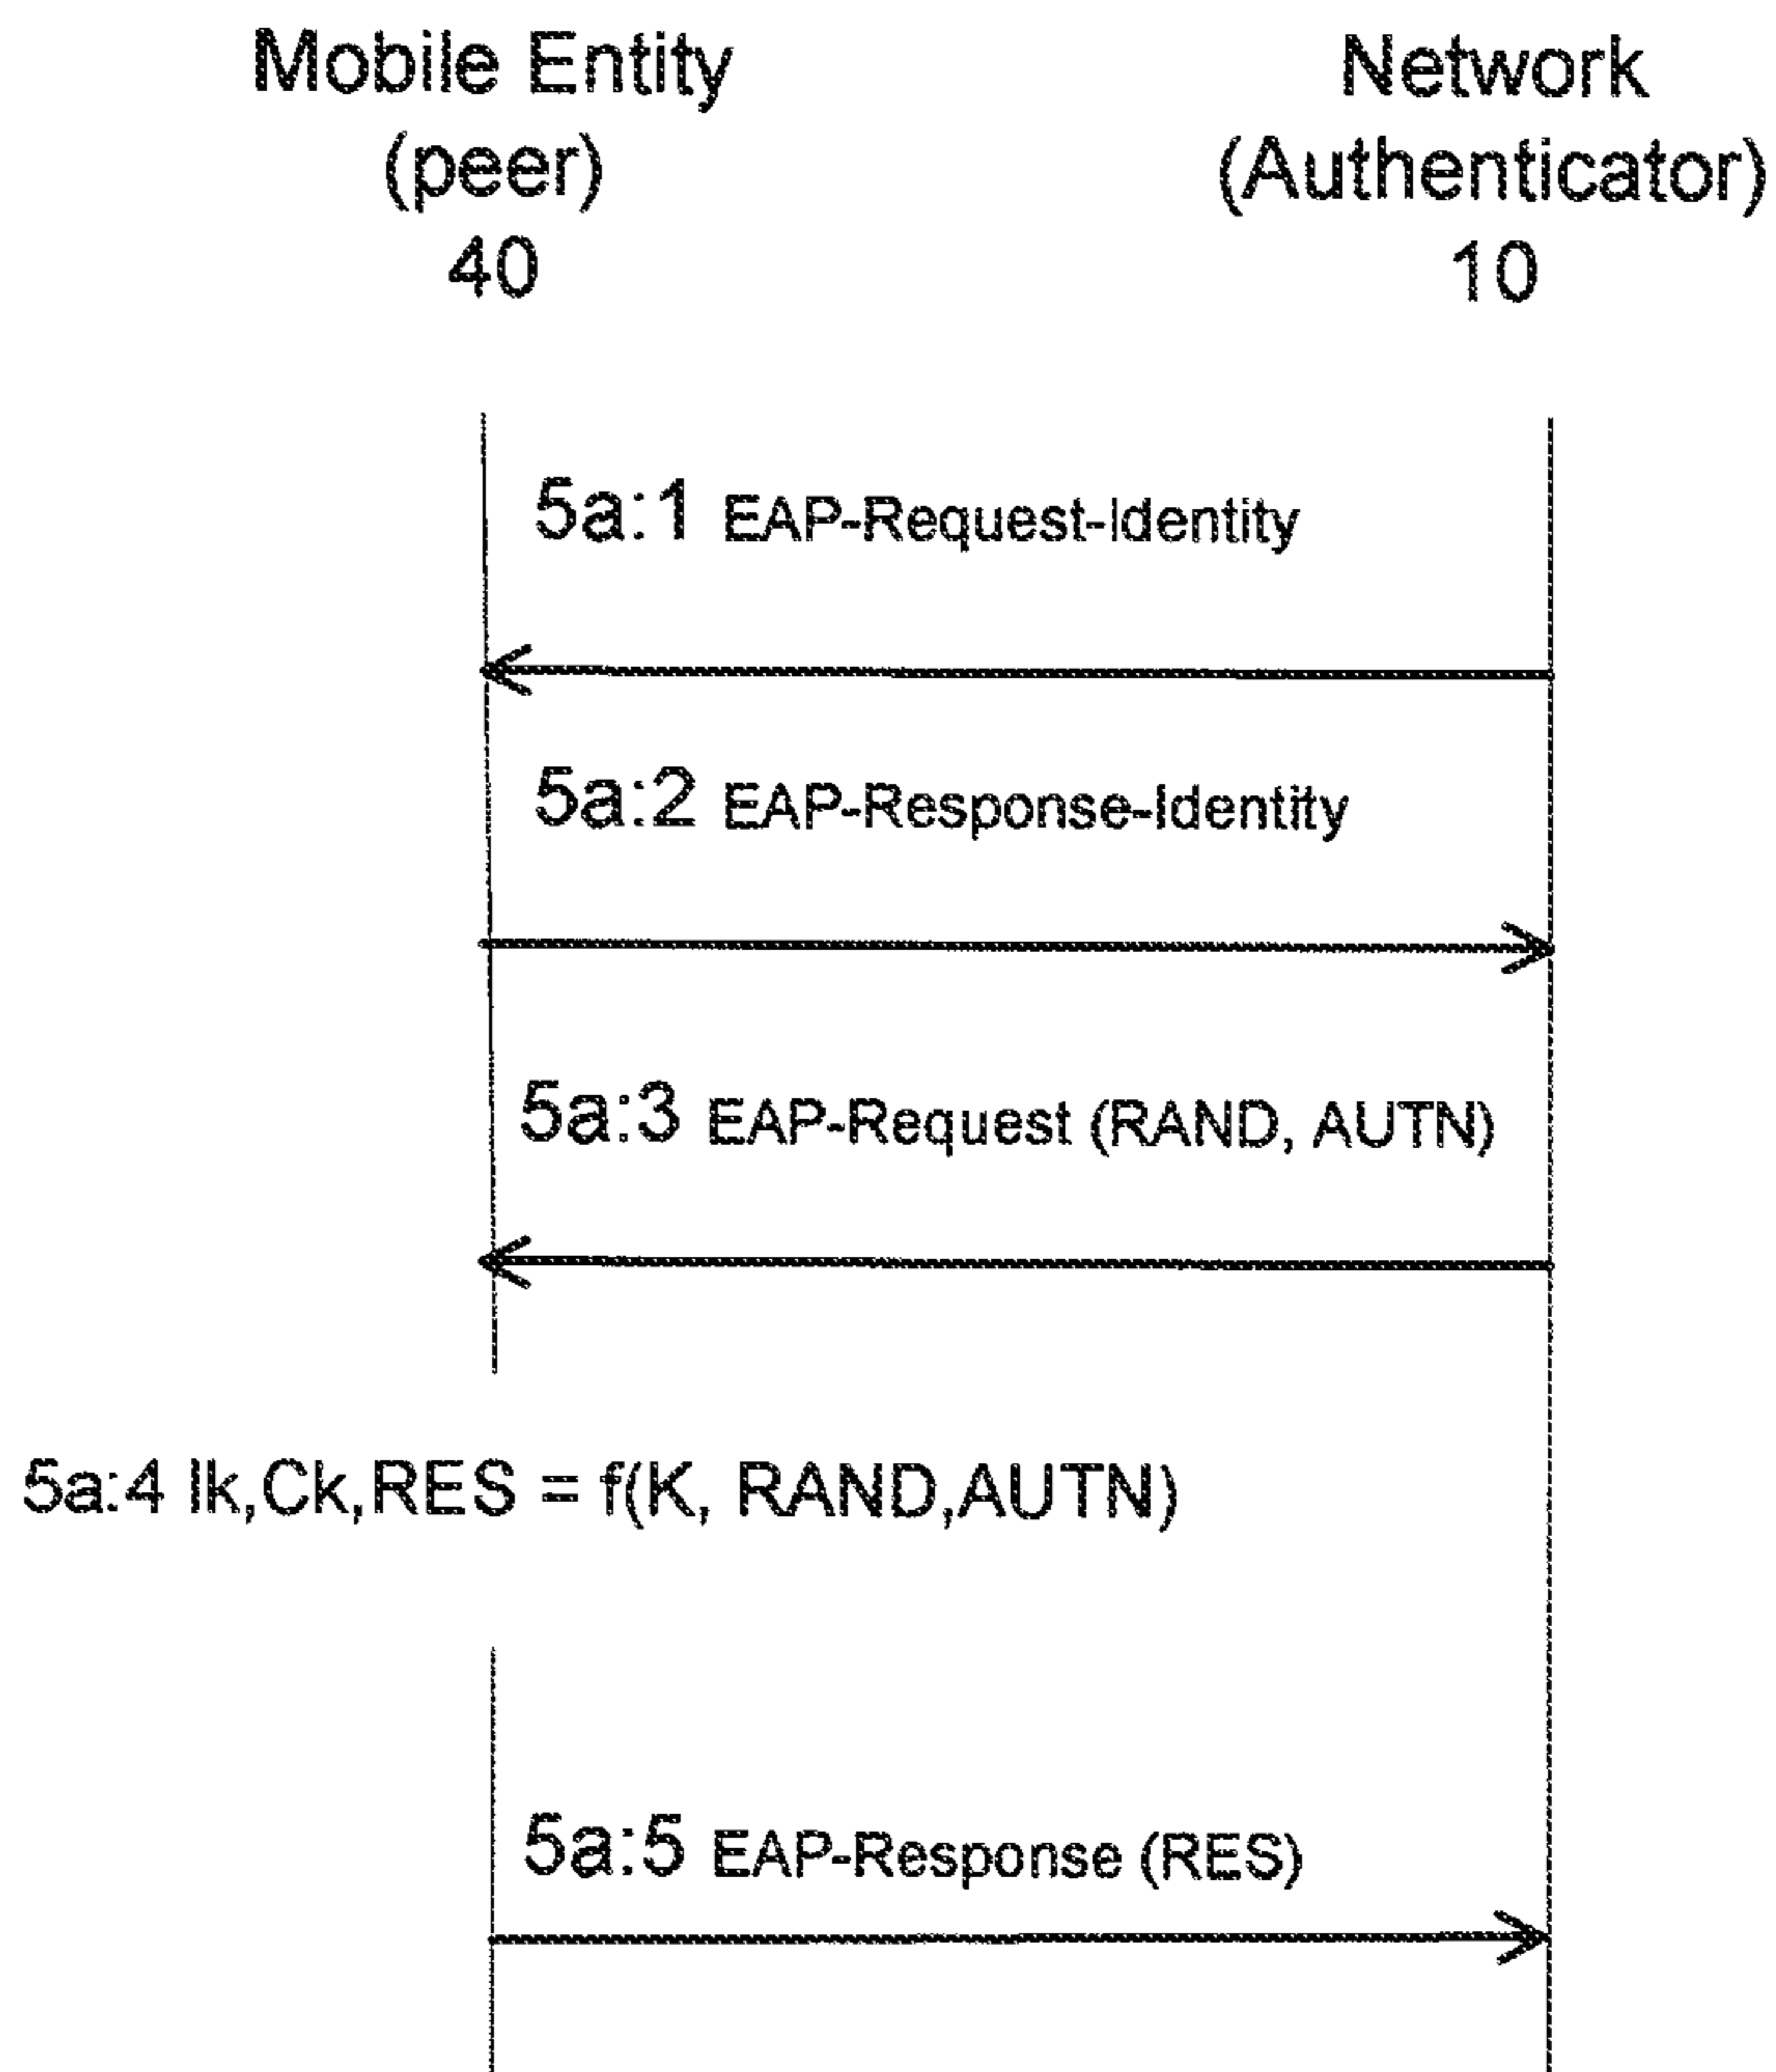 Mobile Entity
(peer)
40
Network
(Authenticator)
10
5a:1 EAP-Request-Identity
5a:2 EAP-Response-Identity
5a:3 EAP-Request (RAND, AUTN)
5a:4 Ik,Ck,RES = f(K, RAND,AUTN)
5a:5 EAP-Response (RES)